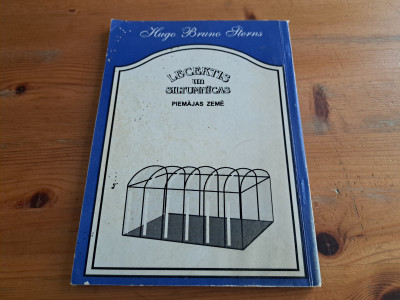 Hugo Bruno Šterns
LECEKTIS
un
SILTUMNĪCAS
PIEMĀJAS ZEMĒ